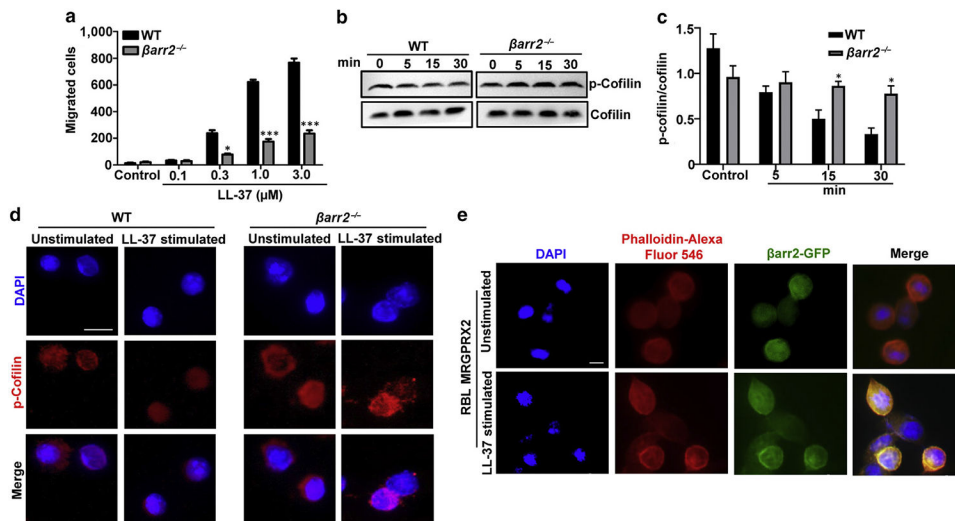 a
Migrated cells
1,000
800
600
400
200
0
WT
βarr2⁻/⁻
*
***
***
Control 0.1 0.3 1.0 3.0
LL-37 (µM)
b
WT βarr2⁻/⁻
min 0 5 15 30 0 5 15 30
p-Cofilin
Cofilin
c
p-cofilin/cofilin
1.5
1.0
0.5
0
WT
βarr2⁻/⁻
*
*
Control 5 15 30
min
d
WT βarr2⁻/⁻
Unstimulated LL-37 stimulated Unstimulated LL-37 stimulated
DAPI
p-Cofilin
Merge
e
DAPI Phalloidin-Alexa Fluor 546 βarr2-GFP Merge
RBL MRGPRX2
Unstimulated
LL-37 stimulated